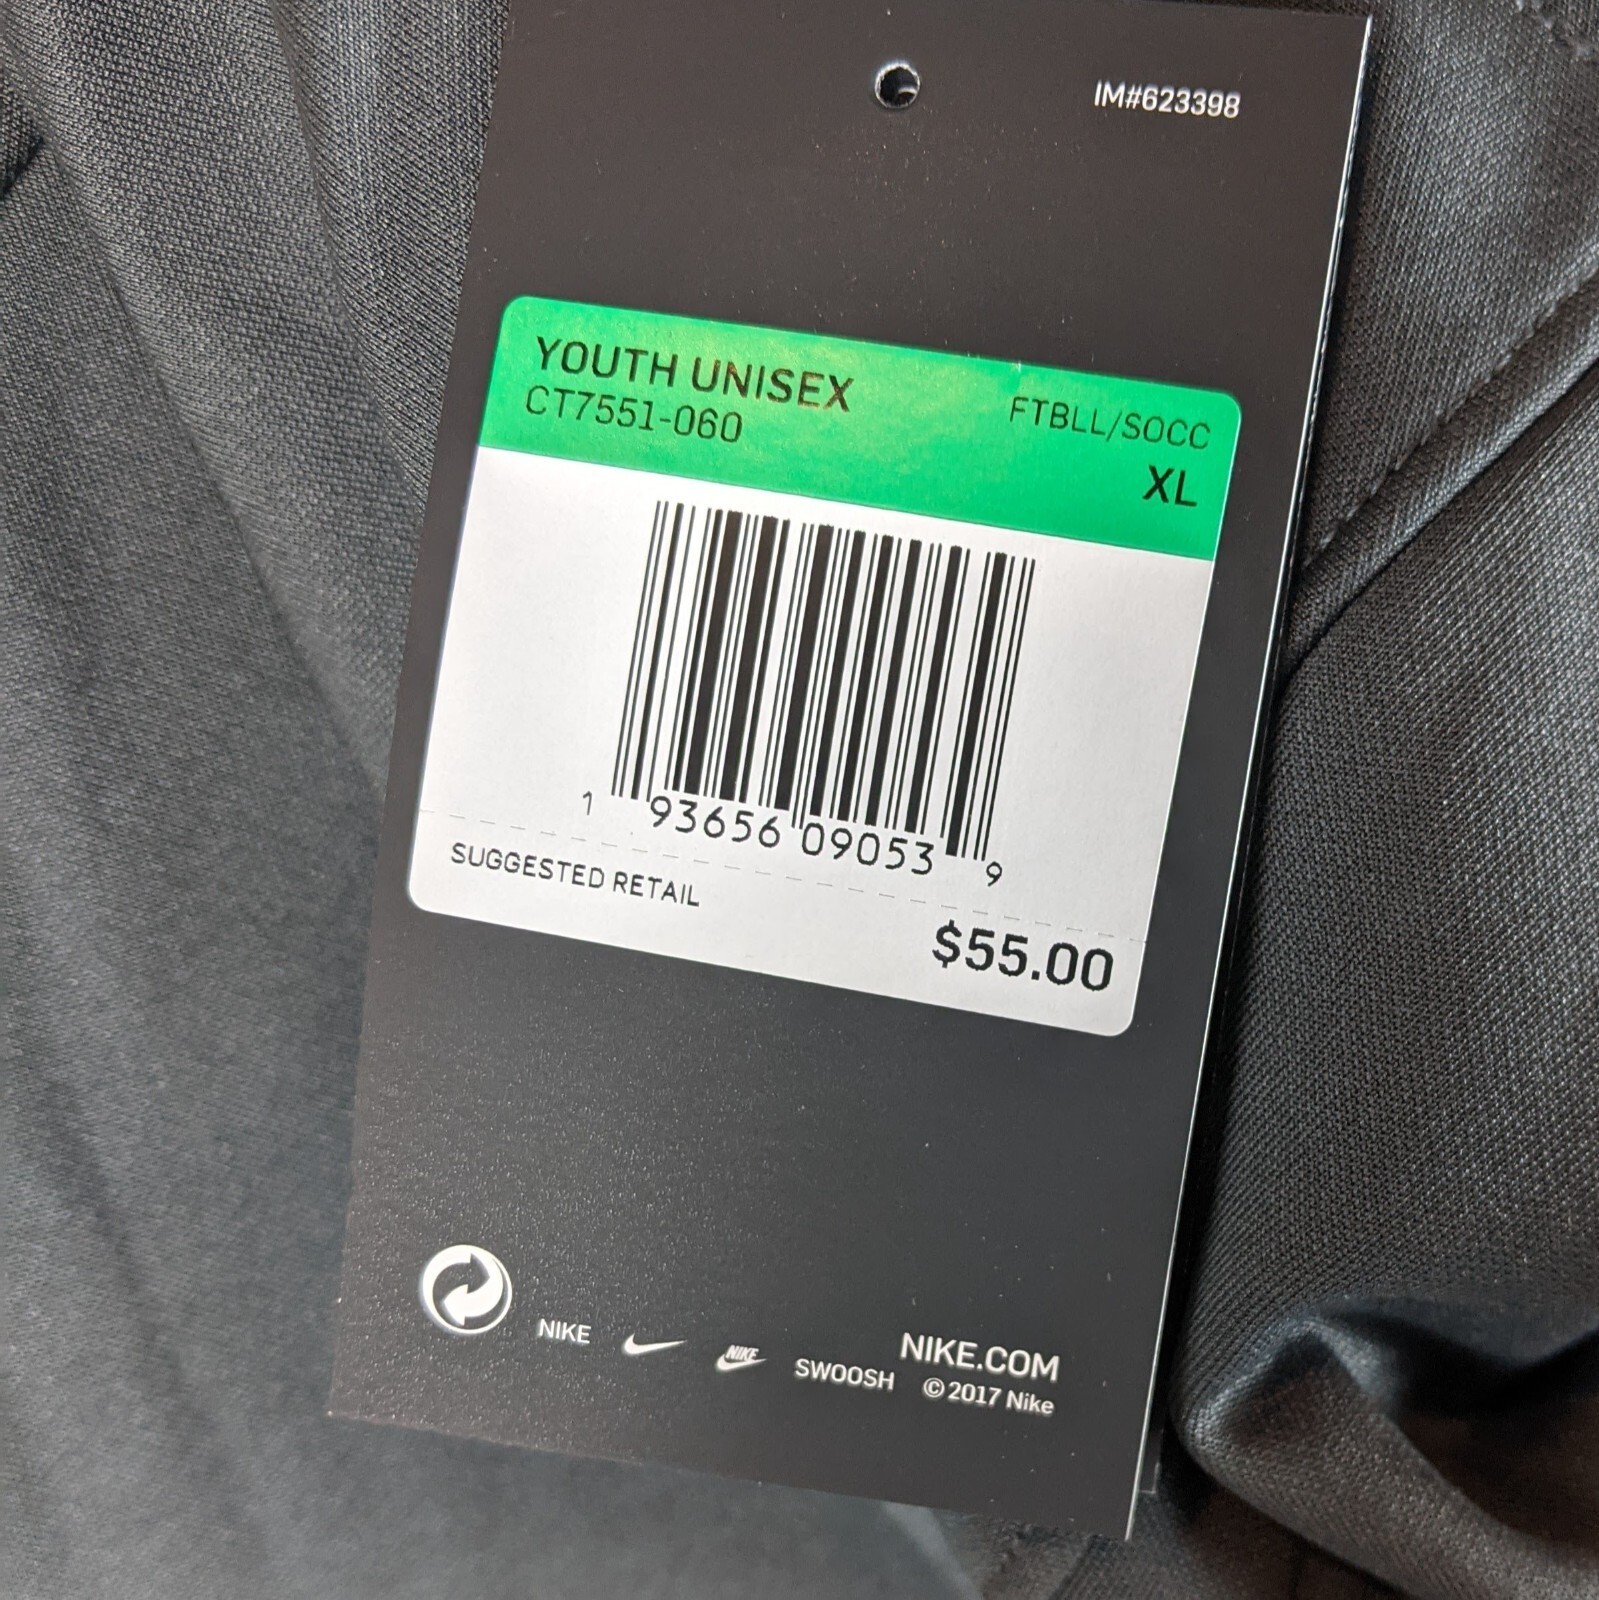 IM#623398
YOUTH UNISEX
CT7551-060
FTBLL/SOCC
XL
1 93656 09053 9
SUGGESTED RETAIL
$55.00
NIKE NIKE SWOOSH
NIKE.COM
© 2017 Nike